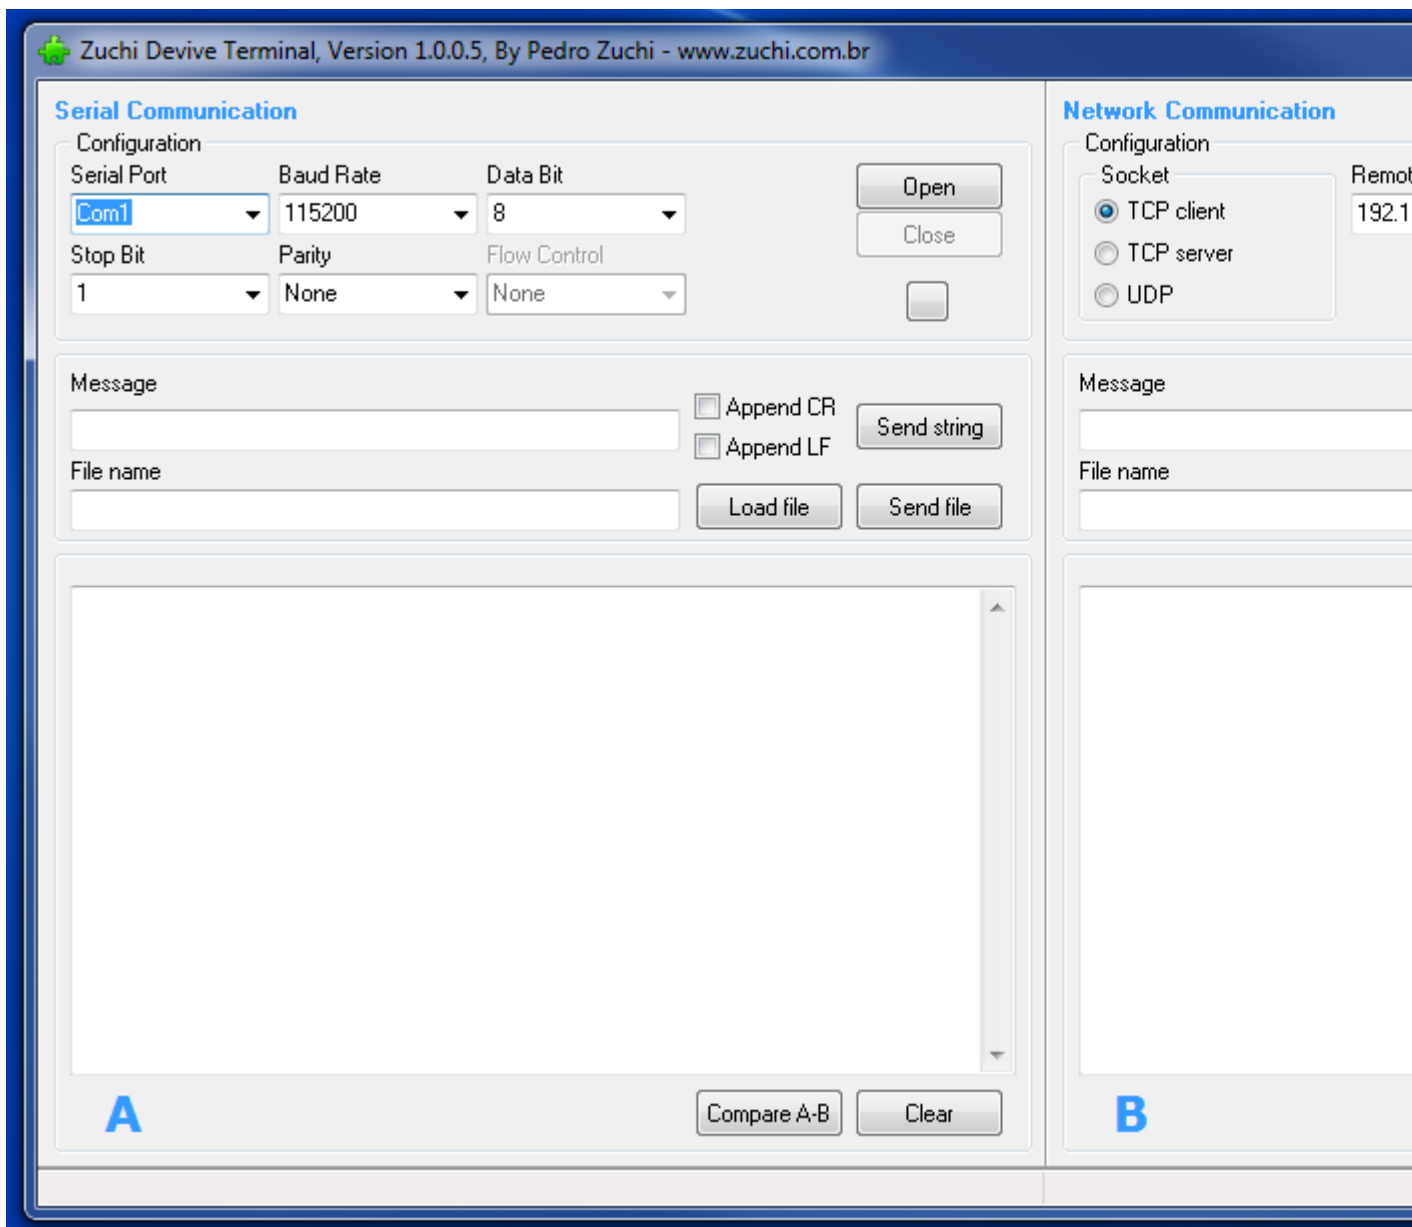 Zuchi Devive Terminal, Version 1.0.0.5, By Pedro Zuchi - www.zuchi.com.br
Serial Communication
Configuration
Serial Port Baud Rate Data Bit
Com1 115200 8
Open
Close
Stop Bit Parity Flow Control
1 None None
Message
Append CR
Append LF
Send string
File name
Load file Send file
A
Compare A-B Clear
Network Communication
Configuration
Socket
TCP client
TCP server
UDP
Remot
192.1
Message
File name
B